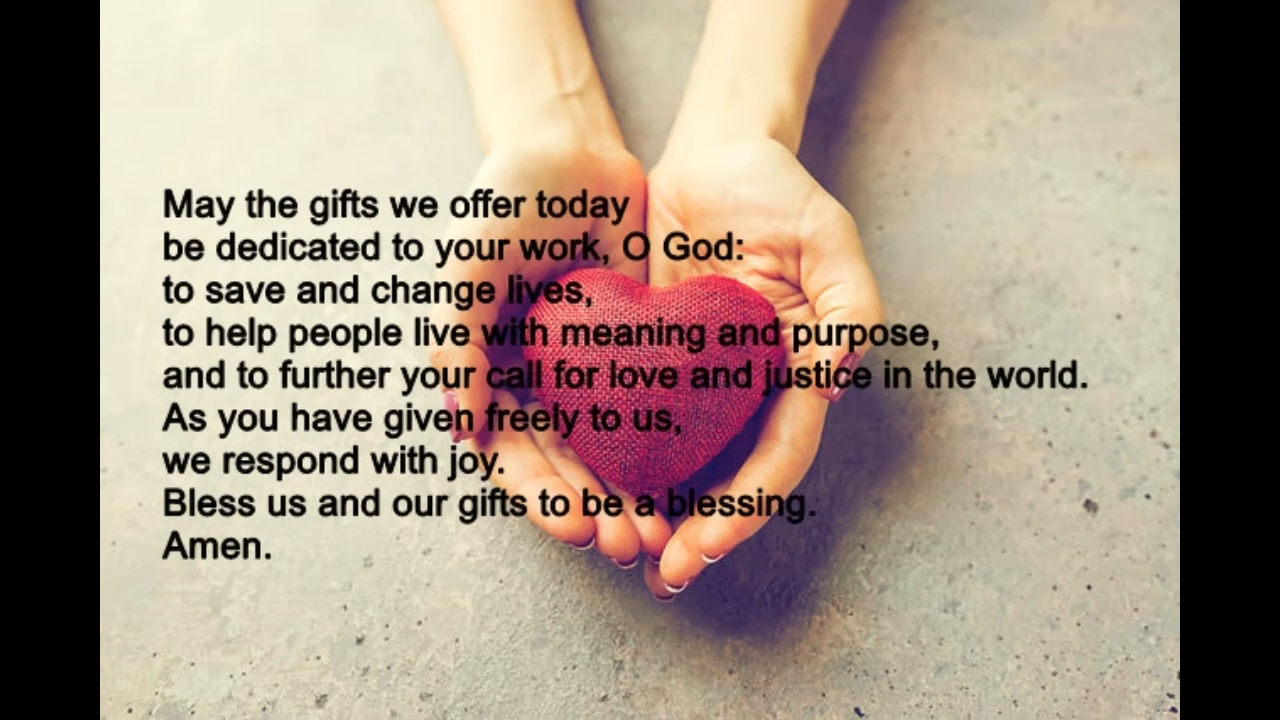 May the gifts we offer today
be dedicated to your work, O God:
to save and change lives,
to help people live with meaning and purpose,
and to further your call for love and justice in the world.
As you have given freely to us,
we respond with joy.
Bless us and our gifts to be a blessing.
Amen.